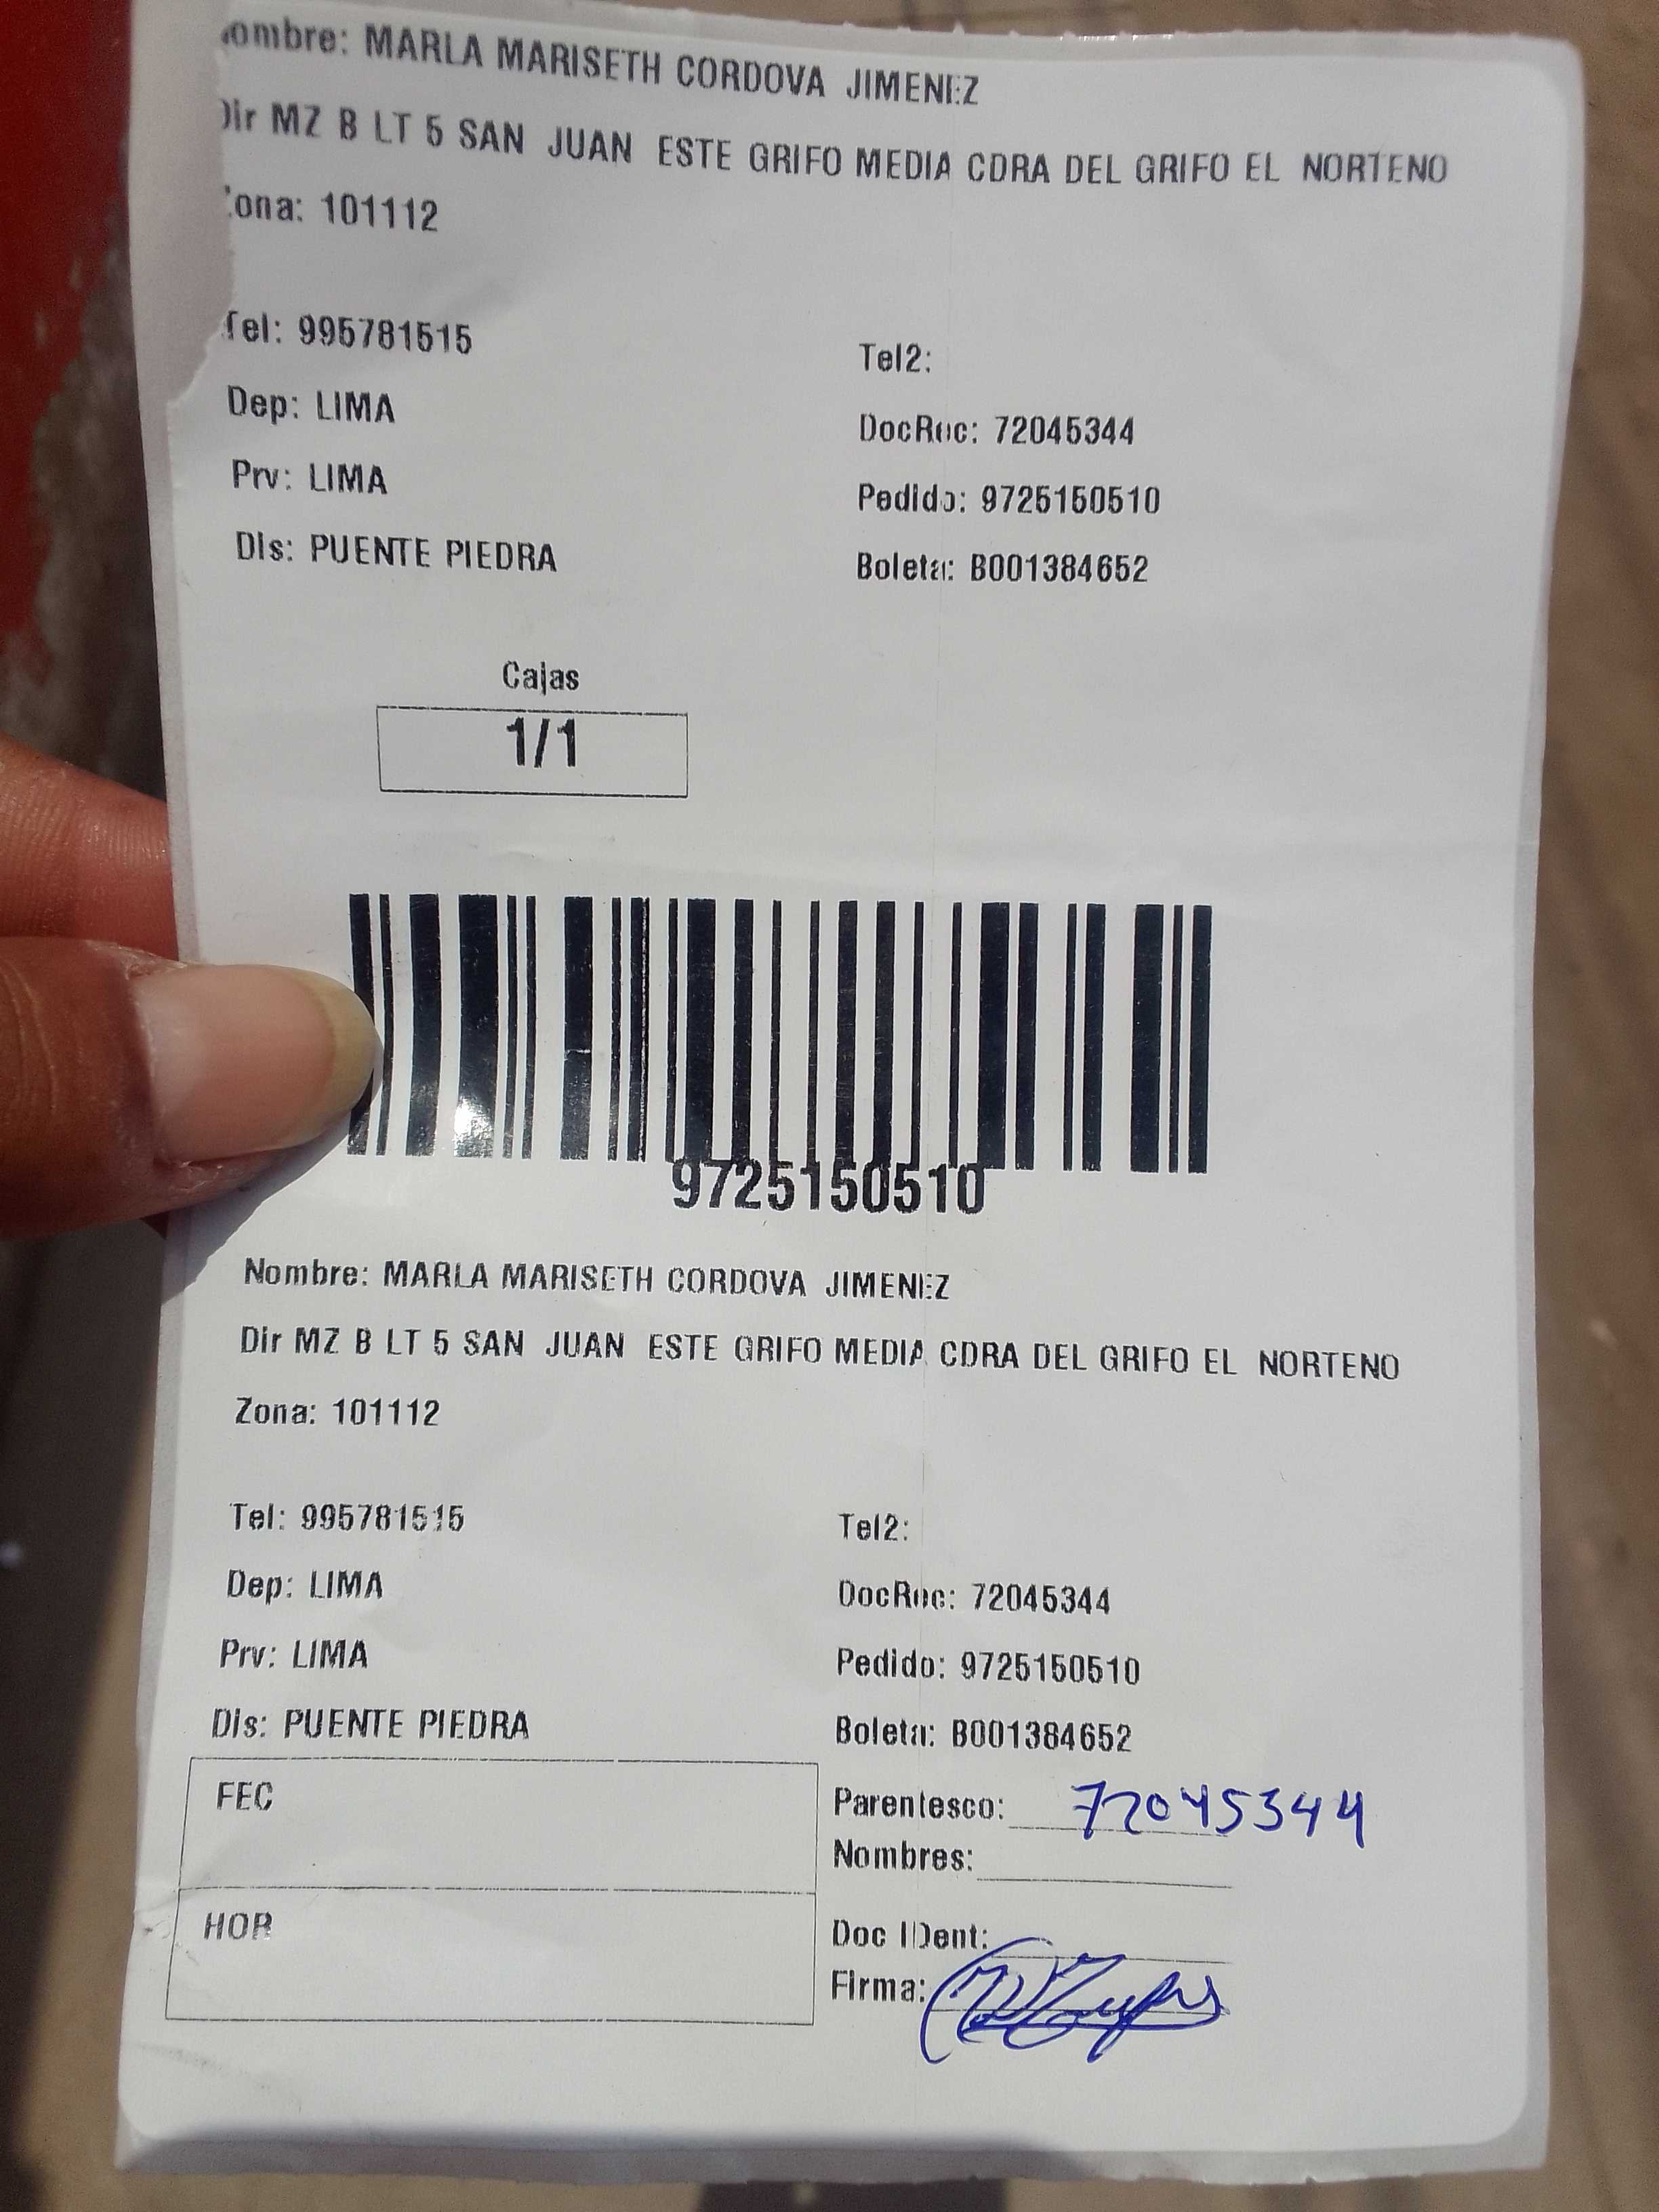 ombre: MARLA MARISETH CORDOVA JIMENEZ
Dir MZ B LT 5 SAN JUAN ESTE GRIFO MEDIA CDRA DEL GRIFO EL NORTENO
ona: 101112
Tel: 995781515
Tel2:
Dep: LIMA
DocRec: 72045344
Prv: LIMA
Pedido: 9725150510
Dis: PUENTE PIEDRA
Boleta: B001384652
Cajas
1/1
9725150510
Nombre: MARLA MARISETH CORDOVA JIMENEZ
Dir MZ B LT 5 SAN JUAN ESTE GRIFO MEDIA CDRA DEL GRIFO EL NORTENO
Zona: 101112
Tel: 995781515
Tel2:
Dep: LIMA
DocRec: 72045344
Prv: LIMA
Pedido: 9725150510
Dis: PUENTE PIEDRA
Boleta: B001384652
FEC
Parentesco: 72045344
Nombres:
HOR
Doc IDent:
Firma: